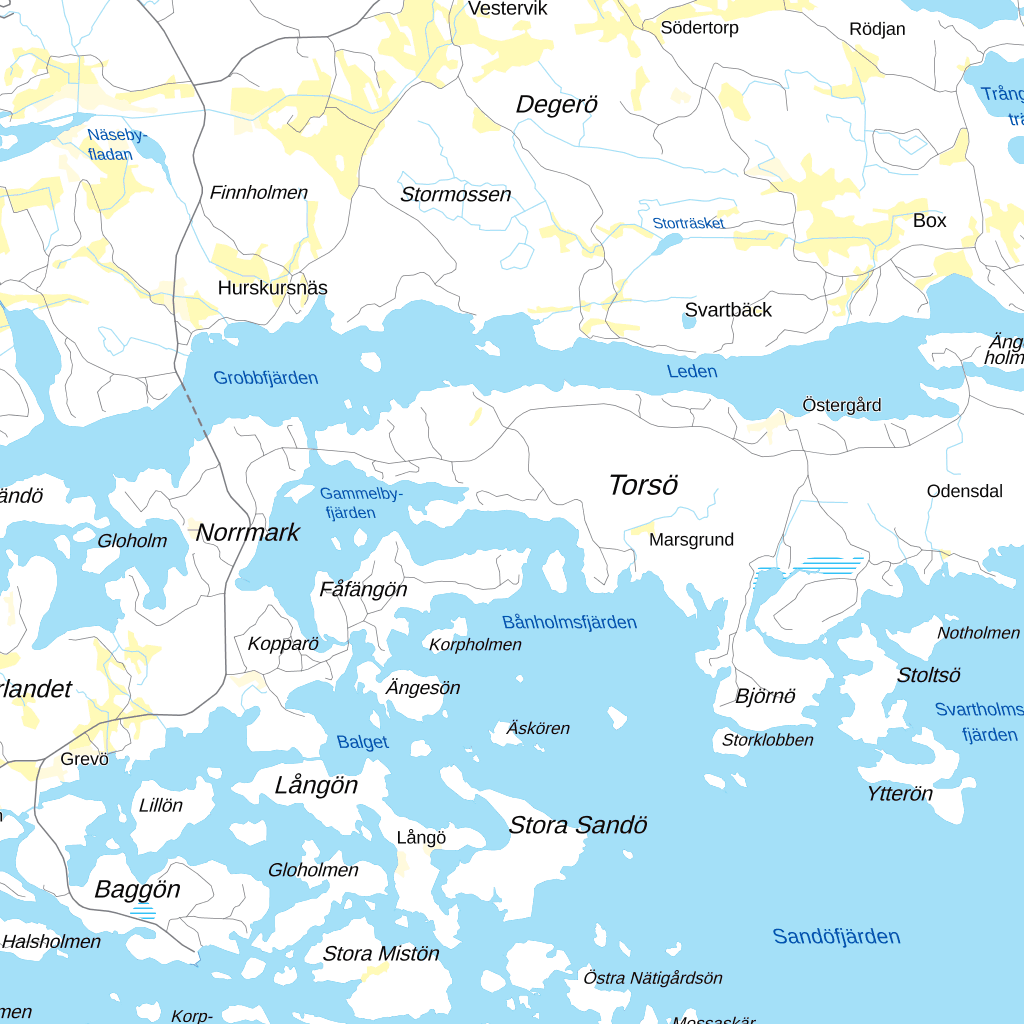 Vestervik
Södertorp
Rödjan
Trång
trä
Degerö
Näseby-
fladan
Finnholmen
Stormossen
Storträsket
Box
Hurskursnäs
Svartbäck
Äng
holm
Grobbfjärden
Leden
Östergård
ändö
Gammelby-
fjärden
Torsö
Odensdal
Gloholm
Norrmark
Marsgrund
Fåfängön
Bånholmsfjärden
Notholmen
Kopparö
Korpholmen
Stoltsö
rlandet
Ängesön
Björnö
Svartholms
fjärden
Äskören
Balget
Storklobben
Grevö
Långön
Lillön
Ytterön
Långö
Stora Sandö
Gloholmen
Baggön
Halsholmen
Stora Mistön
Sandöfjärden
Östra Nätigårdsön
men
Korp-
Mossaskär